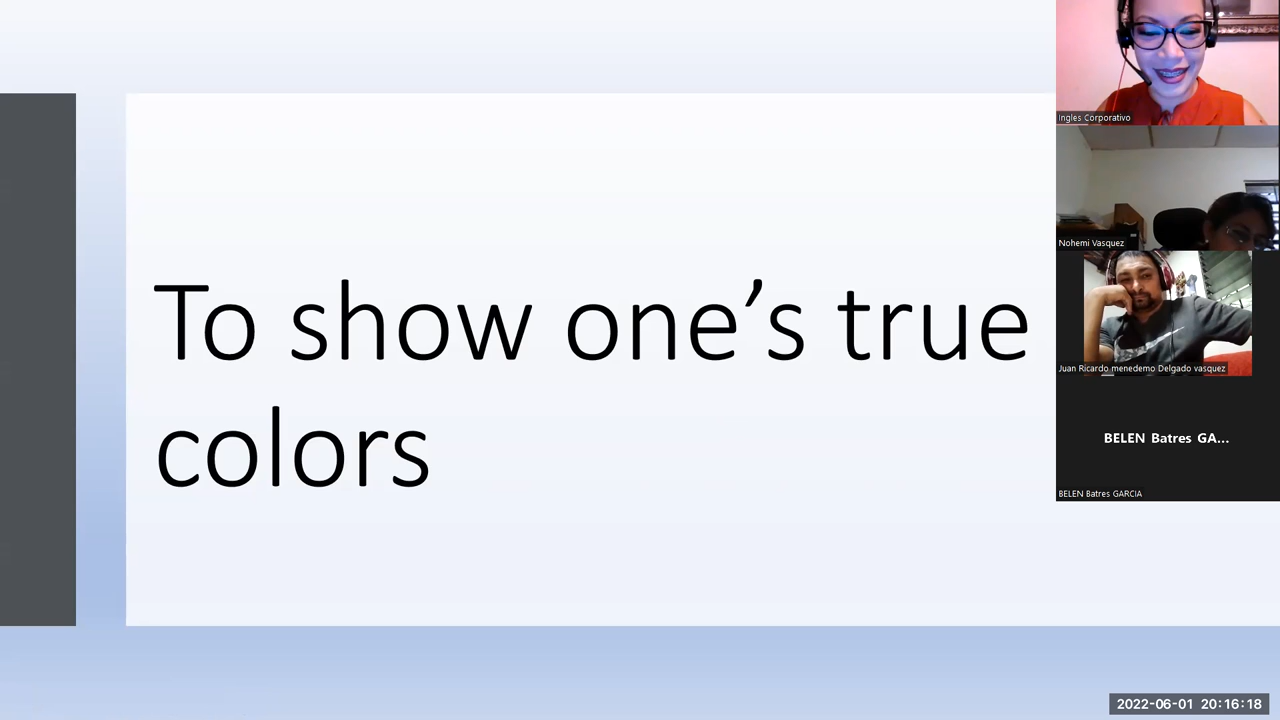 To show one’s true
colors
Ingles Corporativo
Nohemi Vasquez
Juan Ricardo menedemo Delgado vasquez
BELEN Batres GA...
BELEN Batres GARCIA
2022-06-01 20:16:18